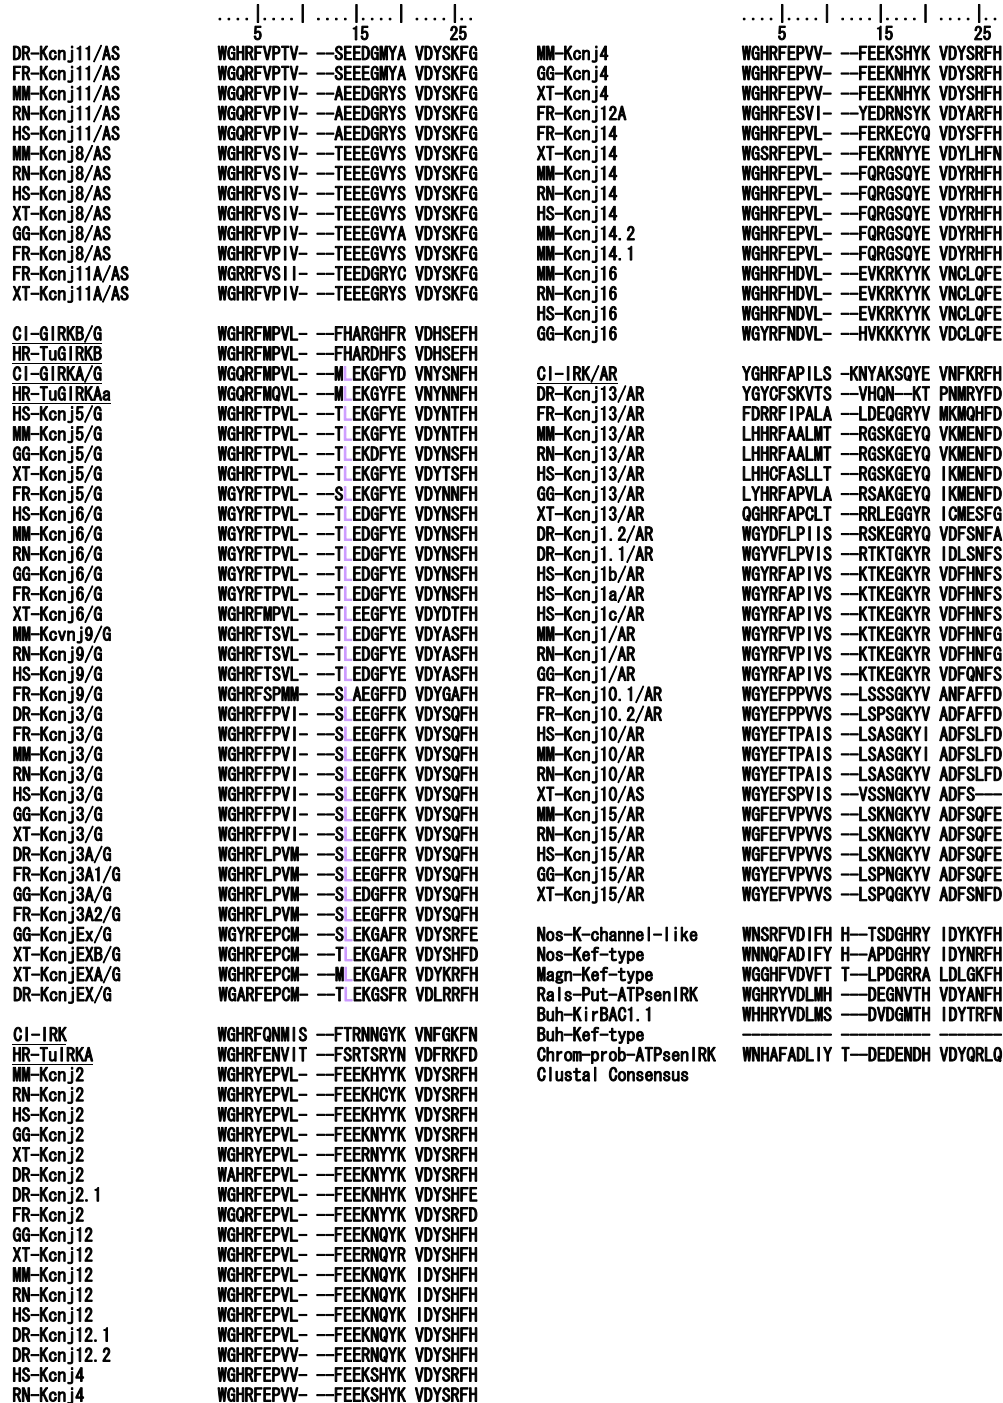 ....|....|....|....|....|.
5 15 25
DR-Kcnj11/AS WGHRFVPTV- ---SEEDGMYA VDYSKFG
FR-Kcnj11/AS WGQRFVPTV- ---SEEEGMYA VDYSKFG
MM-Kcnj11/AS WGQRFVPIV- ---AEEDGRYS VDYSKFG
RN-Kcnj11/AS WGQRFVPIV- ---AEEDGRYS VDYSKFG
HS-Kcnj11/AS WGQRFVPIV- ---AEEDGRYS VDYSKFG
MM-Kcnj8/AS WGHRFVSIV- ---TEEEGVYS VDYSKFG
RN-Kcnj8/AS WGHRFVSIV- ---TEEEGVYS VDYSKFG
HS-Kcnj8/AS WGHRFVSIV- ---TEEEGVYS VDYSKFG
XT-Kcnj8/AS WGHRFVSIV- ---TEEEGVYS VDYSKFG
GG-Kcnj8/AS WGHRFVPIV- ---TEEEGVYA VDYSKFG
FR-Kcnj8/AS WGHRFVPIV- ---TEEEGVYS VDYSKFG
FR-Kcnj11A/AS WGRRFVSII- ---TEEDGRYC VDYSKFG
XT-Kcnj11A/AS WGHRFVPIV- ---TEEEGRYS VDYSKFG
CI-GIRKB/G WGHRFMPVL- ---FHARGHFR VDHSEFH
HR-TuGIRKB WGHRFMPVL- ---FHARDHFS VDHSEFH
CI-GIRKA/G WGQRFMPVL- ---MLEKGFYD VNYSNFH
HR-TuGIRKAa WGQRFMQVL- ---MLEKGYFE VNYNNFH
HS-Kcnj5/G WGHRFTPVL- ---TLEKGFYE VDYNTFH
MM-Kcnj5/G WGHRFTPVL- ---TLEKGFYE VDYNTFH
GG-Kcnj5/G WGHRFTPVL- ---TLEKDFYE VDYNSFH
XT-Kcnj5/G WGHRFTPVL- ---TLEKGFYE VDYTSFH
FR-Kcnj5/G WGYRFTPVL- ---SLEKGFYE VDYNNFH
HS-Kcnj6/G WGYRFTPVL- ---TLEDGFYE VDYNSFH
MM-Kcnj6/G WGYRFTPVL- ---TLEDGFYE VDYNSFH
RN-Kcnj6/G WGYRFTPVL- ---TLEDGFYE VDYNSFH
GG-Kcnj6/G WGYRFTPVL- ---TLEDGFYE VDYNSFH
FR-Kcnj6/G WGYRFTPVL- ---TLEDGFYE VDYNSFH
XT-Kcnj6/G WGHRFMPVL- ---TLEEGFYE VDYDTFH
MM-Kcvnj9/G WGHRFTSVL- ---TLEDGFYE VDYASFH
RN-Kcnj9/G WGHRFTSVL- ---TLEDGFYE VDYASFH
HS-Kcnj9/G WGHRFTSVL- ---TLEDGFYE VDYASFH
FR-Kcnj9/G WGHRFSPMM- ---SLAEGFFD VDYGAFH
DR-Kcnj3/G WGHRFFPVI- ---SLEEGFFK VDYSQFH
FR-Kcnj3/G WGHRFFPVI- ---SLEEGFFK VDYSQFH
MM-Kcnj3/G WGHRFFPVI- ---SLEEGFFK VDYSQFH
RN-Kcnj3/G WGHRFFPVI- ---SLEEGFFK VDYSQFH
HS-Kcnj3/G WGHRFFPVI- ---SLEEGFFK VDYSQFH
GG-Kcnj3/G WGHRFFPVI- ---SLEEGFFK VDYSQFH
XT-Kcnj3/G WGHRFFPVI- ---SLEEGFFK VDYSQFH
DR-Kcnj3A/G WGHRFLPVM- ---SLEEGFFR VDYSQFH
FR-Kcnj3A1/G WGHRFLPVM- ---SLEEGFFR VDYSQFH
GG-Kcnj3A/G WGHRFLPVM- ---SLEDGFFR VDYSQFH
FR-Kcnj3A2/G WGHRFLPVM- ---SLEEGFFR VDYSQFH
GG-KcnjEx/G WGYRFEPCM- ---SLEKGAFR VDYSRFE
XT-KcnjEXB/G WGHRFEPCM- ---TLEKGAFR VDYSHFD
XT-KcnjEXA/G WGHRFEPCM- ---MLEKGAFR VDYKRFH
DR-KcnjEX/G WGARFEPCM- ---TLEKGSFR VDLRRFH
CI-IRK WGHRFQNMIS ---FTRNNGYK VNFGKFN
HR-TuIRKA WGHRFENVIT ---FSRTSRYN VDFRKFD
MM-Kcnj2 WGHRYEPVL- ---FEEKHYYK VDYSRFH
RN-Kcnj2 WGHRYEPVL- ---FEEKHCYK VDYSRFH
HS-Kcnj2 WGHRYEPVL- ---FEEKHYYK VDYSRFH
GG-Kcnj2 WGHRYEPVL- ---FEEKNYYK VDYSRFH
XT-Kcnj2 WGHRYEPVL- ---FEERNYYK VDYSRFH
DR-Kcnj2 WAHRFEPVL- ---FEEKNYYK VDYSRFH
DR-Kcnj2.1 WGHRFEPVL- ---FEEKNHYK VDYSHFE
FR-Kcnj2 WGQRFEPVL- ---FEEKNYYK VDYSRFD
GG-Kcnj12 WGHRFEPVL- ---FEEKNQYK VDYSHFH
XT-Kcnj12 WGHRFEPVL- ---FEERNQYR VDYSHFH
MM-Kcnj12 WGHRFEPVL- ---FEEKNQYK IDYSHFH
RN-Kcnj12 WGHRFEPVL- ---FEEKNQYK IDYSHFH
HS-Kcnj12 WGHRFEPVL- ---FEEKNQYK IDYSHFH
DR-Kcnj12.1 WGHRFEPVL- ---FEEKNQYK VDYSHFH
DR-Kcnj12.2 WGHRFEPVV- ---FEERNQYK VDYSHFH
HS-Kcnj4 WGHRFEPVV- ---FEEKSHYK VDYSRFH
RN-Kcnj4 WGHRFEPVV- ---FEEKSHYK VDYSRFH
....|....|....|....|....|.
5 15 25
MM-Kcnj4 WGHRFEPVV- ---FEEKSHYK VDYSRFH
GG-Kcnj4 WGHRFEPVV- ---FEEKNHYK VDYSRFH
XT-Kcnj4 WGHRFEPVV- ---FEEKNHYK VDYSHFH
FR-Kcnj12A WGHRFESVI- ---YEDRNSYK VDYARFH
FR-Kcnj14 WGHRFEPVL- ---FERKECYQ VDYSFFH
XT-Kcnj14 WGSRFEPVL- ---FEKRNYYE VDYLHFN
MM-Kcnj14 WGHRFEPVL- ---FQRGSQYE VDYRHFH
RN-Kcnj14 WGHRFEPVL- ---FQRGSQYE VDYRHFH
HS-Kcnj14 WGHRFEPVL- ---FQRGSQYE VDYRHFH
MM-Kcnj14.2 WGHRFEPVL- ---FQRGSQYE VDYRHFH
MM-Kcnj14.1 WGHRFEPVL- ---FQRGSQYE VDYRHFH
MM-Kcnj16 WGHRFHDVL- ---EVKRKYYK VNCLQFE
RN-Kcnj16 WGHRFHDVL- ---EVKRKYYK VNCLQFE
HS-Kcnj16 WGHRFNDVL- ---EVKRKYYK VNCLQFE
GG-Kcnj16 WGYRFNDVL- ---HVKKKYYK VDCLQFE
CI-IRK/AR YGHRFAPILS -KNYAKSQYE VNFKRFH
DR-Kcnj13/AR YGYCFSKVTS ---VHQN--KT PNMRYFD
FR-Kcnj13/AR FDRRFIPALA ---LDEQGRYV MKMQHFD
MM-Kcnj13/AR LHHRFAALMT ---RGSKGEYQ VKMENFD
RN-Kcnj13/AR LHHRFAALMT ---RGSKGEYQ VKMENFD
HS-Kcnj13/AR LHHCFASLLT ---RGSKGEYQ IKMENFD
GG-Kcnj13/AR LYHRFAPVLA ---RSAKGEYQ IKMENFD
XT-Kcnj13/AR QGHRFAPCLT ---RRLEGGYR ICMESFG
DR-Kcnj1.2/AR WGYDFLPIIS ---RSKEGRYQ VDFSNFA
DR-Kcnj1.1/AR WGYVFLPVIS ---RTKTGKYR IDLSNFS
HS-Kcnj1b/AR WGYRFAPIVS ---KTKEGKYR VDFHNFS
HS-Kcnj1a/AR WGYRFAPIVS ---KTKEGKYR VDFHNFS
HS-Kcnj1c/AR WGYRFAPIVS ---KTKEGKYR VDFHNFS
MM-Kcnj1/AR WGYRFVPIVS ---KTKEGKYR VDFHNFG
RN-Kcnj1/AR WGYRFVPIVS ---KTKEGKYR VDFHNFG
GG-Kcnj1/AR WGYRFAPIVS ---KTKEGRYR VDFQNFS
FR-Kcnj10.1/AR WGYEFPPVVS ---LSSSGKYV ANFAFFD
FR-Kcnj10.2/AR WGYEFPPVVS ---LSPSGKYV ADFAFFD
HS-Kcnj10/AR WGYEFTPAIS ---LSASGKYI ADFSLFD
MM-Kcnj10/AR WGYEFTPAIS ---LSASGKYV ADFSLFD
RN-Kcnj10/AR WGYEFTPAIS ---LSASGKYV ADFSLFD
XT-Kcnj10/AS WGYEFSPVIS ---VSSNGKYV ADFS---
MM-Kcnj15/AR WGFEFVPVVS ---LSKNGKYV ADFSQFE
RN-Kcnj15/AR WGFEFVPVVS ---LSKNGKYV ADFSQFE
HS-Kcnj15/AR WGFEFVPVVS ---LSKNGKYV ADFSQFE
GG-Kcnj15/AR WGYEFVPVVS ---LSPNGKYV ADFSQFE
XT-Kcnj15/AR WGYEFVPVVS ---LSPQGKYV ADFSNFD
Nos-K-channel-like WNSRFVDIFH H--TSDGHRY IDYKYFH
Nos-Kef-type WNNQFADIFY H--APDGHRY IDYNRFH
Magn-Kef-type WGGHFVDVFT T--LPDGRRA LDLGKFH
Rals-Put-ATPsenIRK WGHRYVDLMH ---DEGNVTH VDYANFH
Buh-KirBAC1.1 WHHRYVDLMS ---DVDGMTH IDYTRFN
Buh-Kef-type ---------- ---------- -------
Chrom-prob-ATPsenIRK WNHAFADLIY T--DEDENDH VDYQRLQ
Clustal Consensus